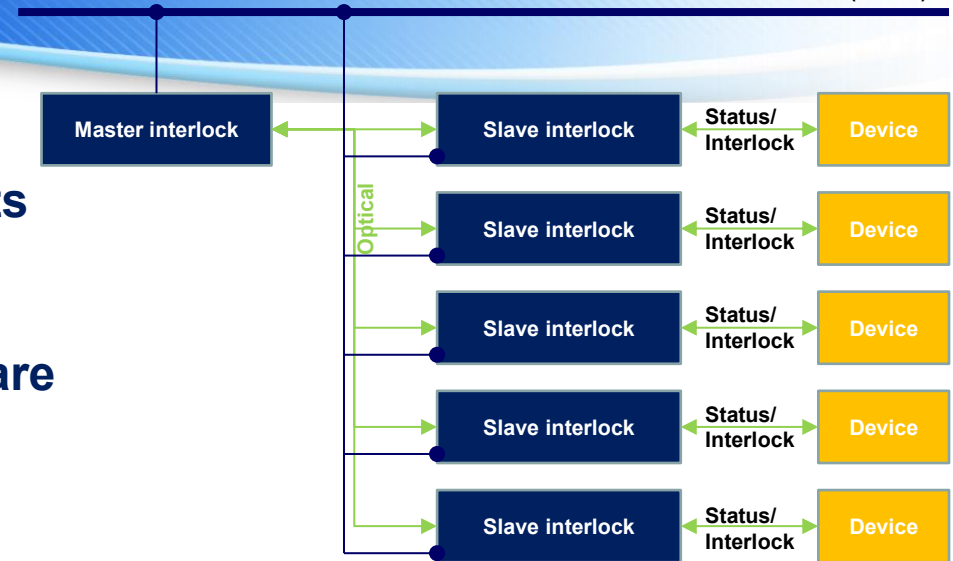 Master interlock
Slave interlock
Status/
Interlock
Device
Optical
Slave interlock
Status/
Interlock
Device
Slave interlock
Status/
Interlock
Device
Slave interlock
Status/
Interlock
Device
Slave interlock
Status/
Interlock
Device